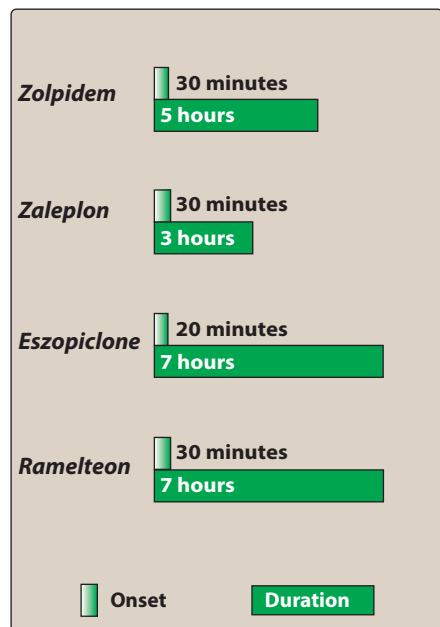 Zolpidem
30 minutes
5 hours
Zaleplon
30 minutes
3 hours
Eszopiclone
20 minutes
7 hours
Ramelteon
30 minutes
7 hours
Onset
Duration